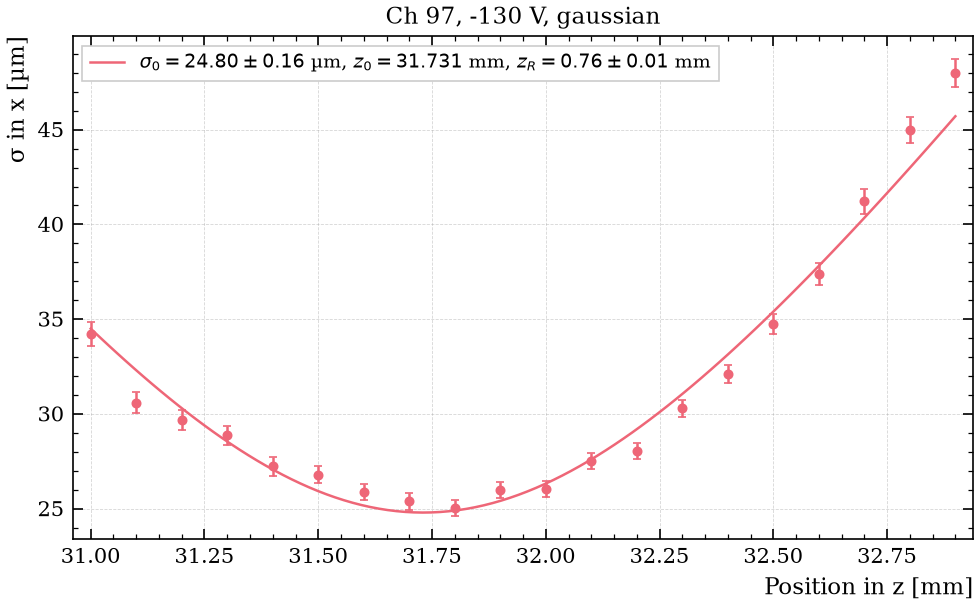 Ch 97, -130 V, gaussian
σ in x [µm]
σ₀ = 24.80 ± 0.16 µm, z₀ = 31.731 mm, z_R = 0.76 ± 0.01 mm
45
40
35
30
25
31.00 31.25 31.50 31.75 32.00 32.25 32.50 32.75
Position in z [mm]